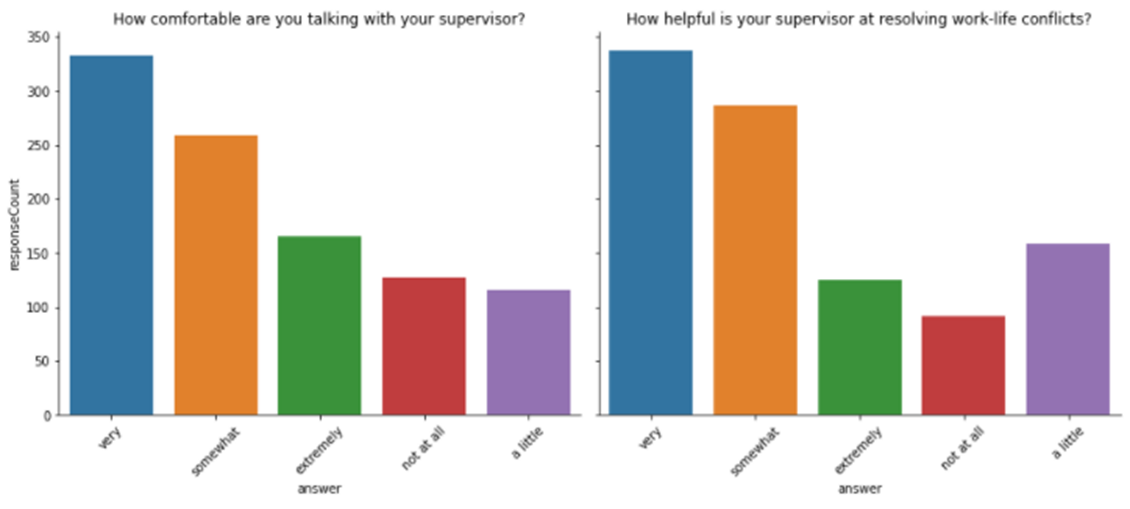 How comfortable are you talking with your supervisor?
How helpful is your supervisor at resolving work-life conflicts?
responseCount
350
300
250
200
150
100
50
0
very
somewhat
extremely
not at all
a little
answer
very
somewhat
extremely
not at all
a little
answer